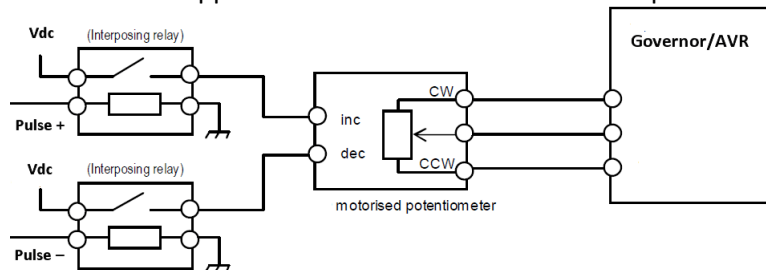 Vdc
(Interposing relay)
Pulse +
Vdc
(Interposing relay)
Pulse –
inc
dec
CW
CCW
motorised potentiometer
Governor/AVR